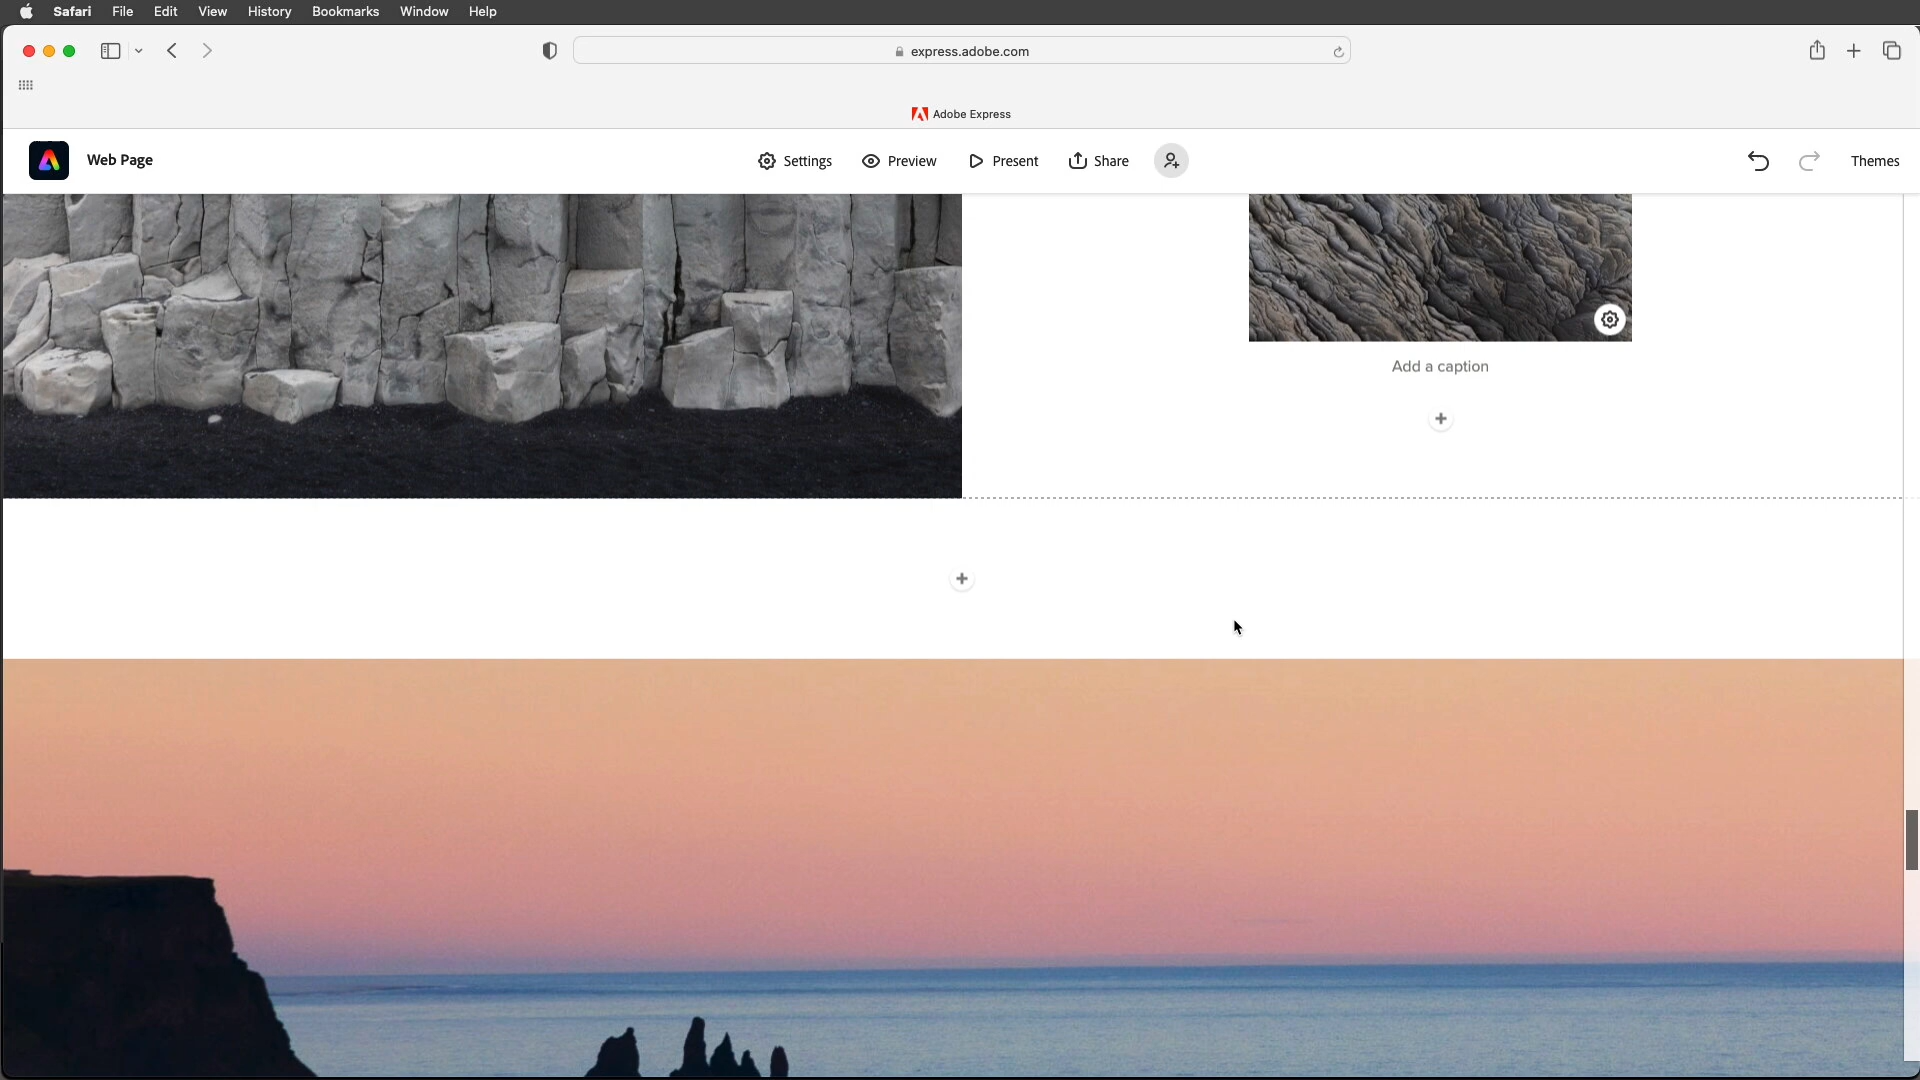 Safari File Edit View History Bookmarks Window Help
express.adobe.com
Adobe Express
Web Page Settings Preview Present Share Themes
Add a caption